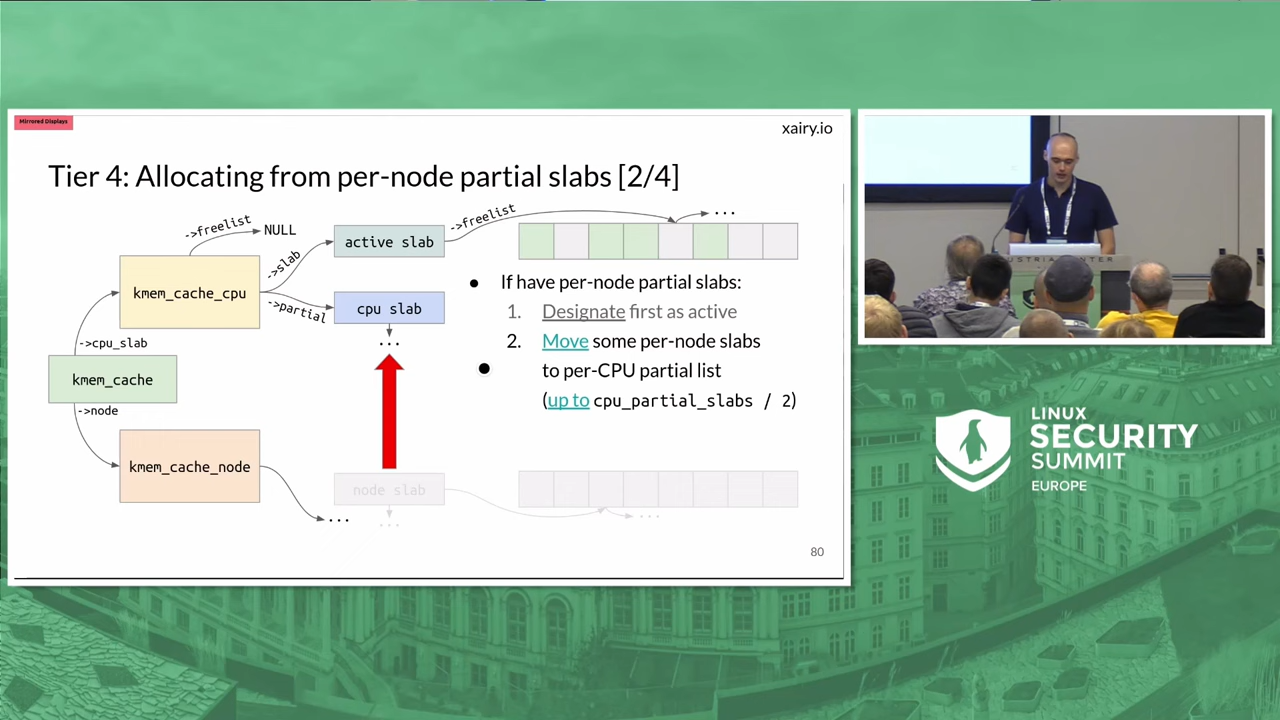 Mirrored Displays
xairy.io
Tier 4: Allocating from per-node partial slabs [2/4]
->freelist
NULL
->slab
active slab
->freelist
...
kmem_cache_cpu
->partial
cpu slab
...
->cpu_slab
kmem_cache
->node
kmem_cache_node
...
node slab
...
...
● If have per-node partial slabs:
1. Designate first as active
2. Move some per-node slabs
● to per-CPU partial list
(up to cpu_partial_slabs / 2)
80
USTRIA CENTER
LINUX
SECURITY
SUMMIT
EUROPE